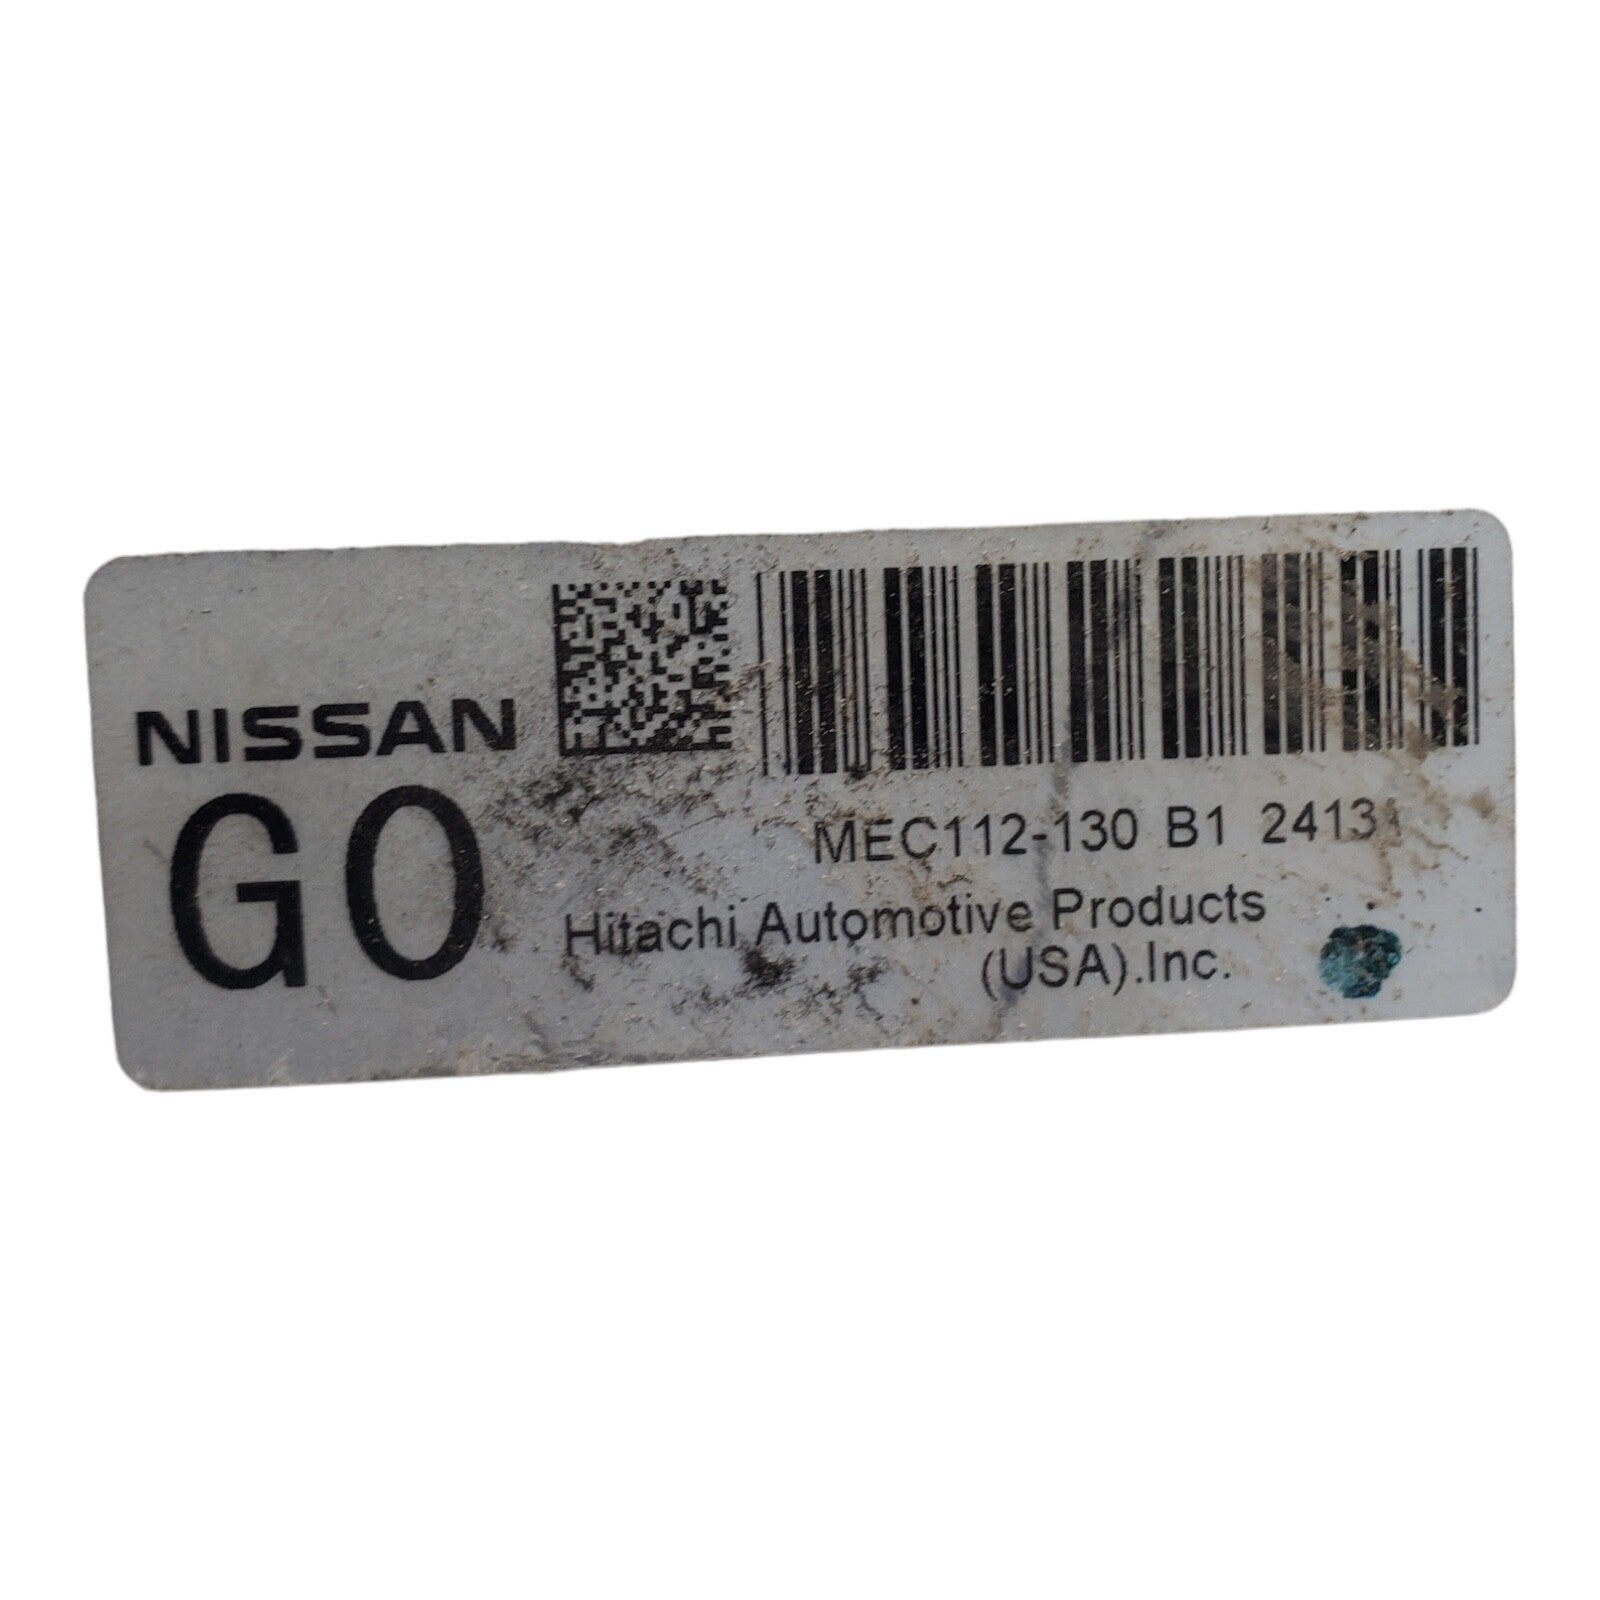 NISSAN
GO
MEC112-130 B1 2413
Hitachi Automotive Products
(USA).Inc.